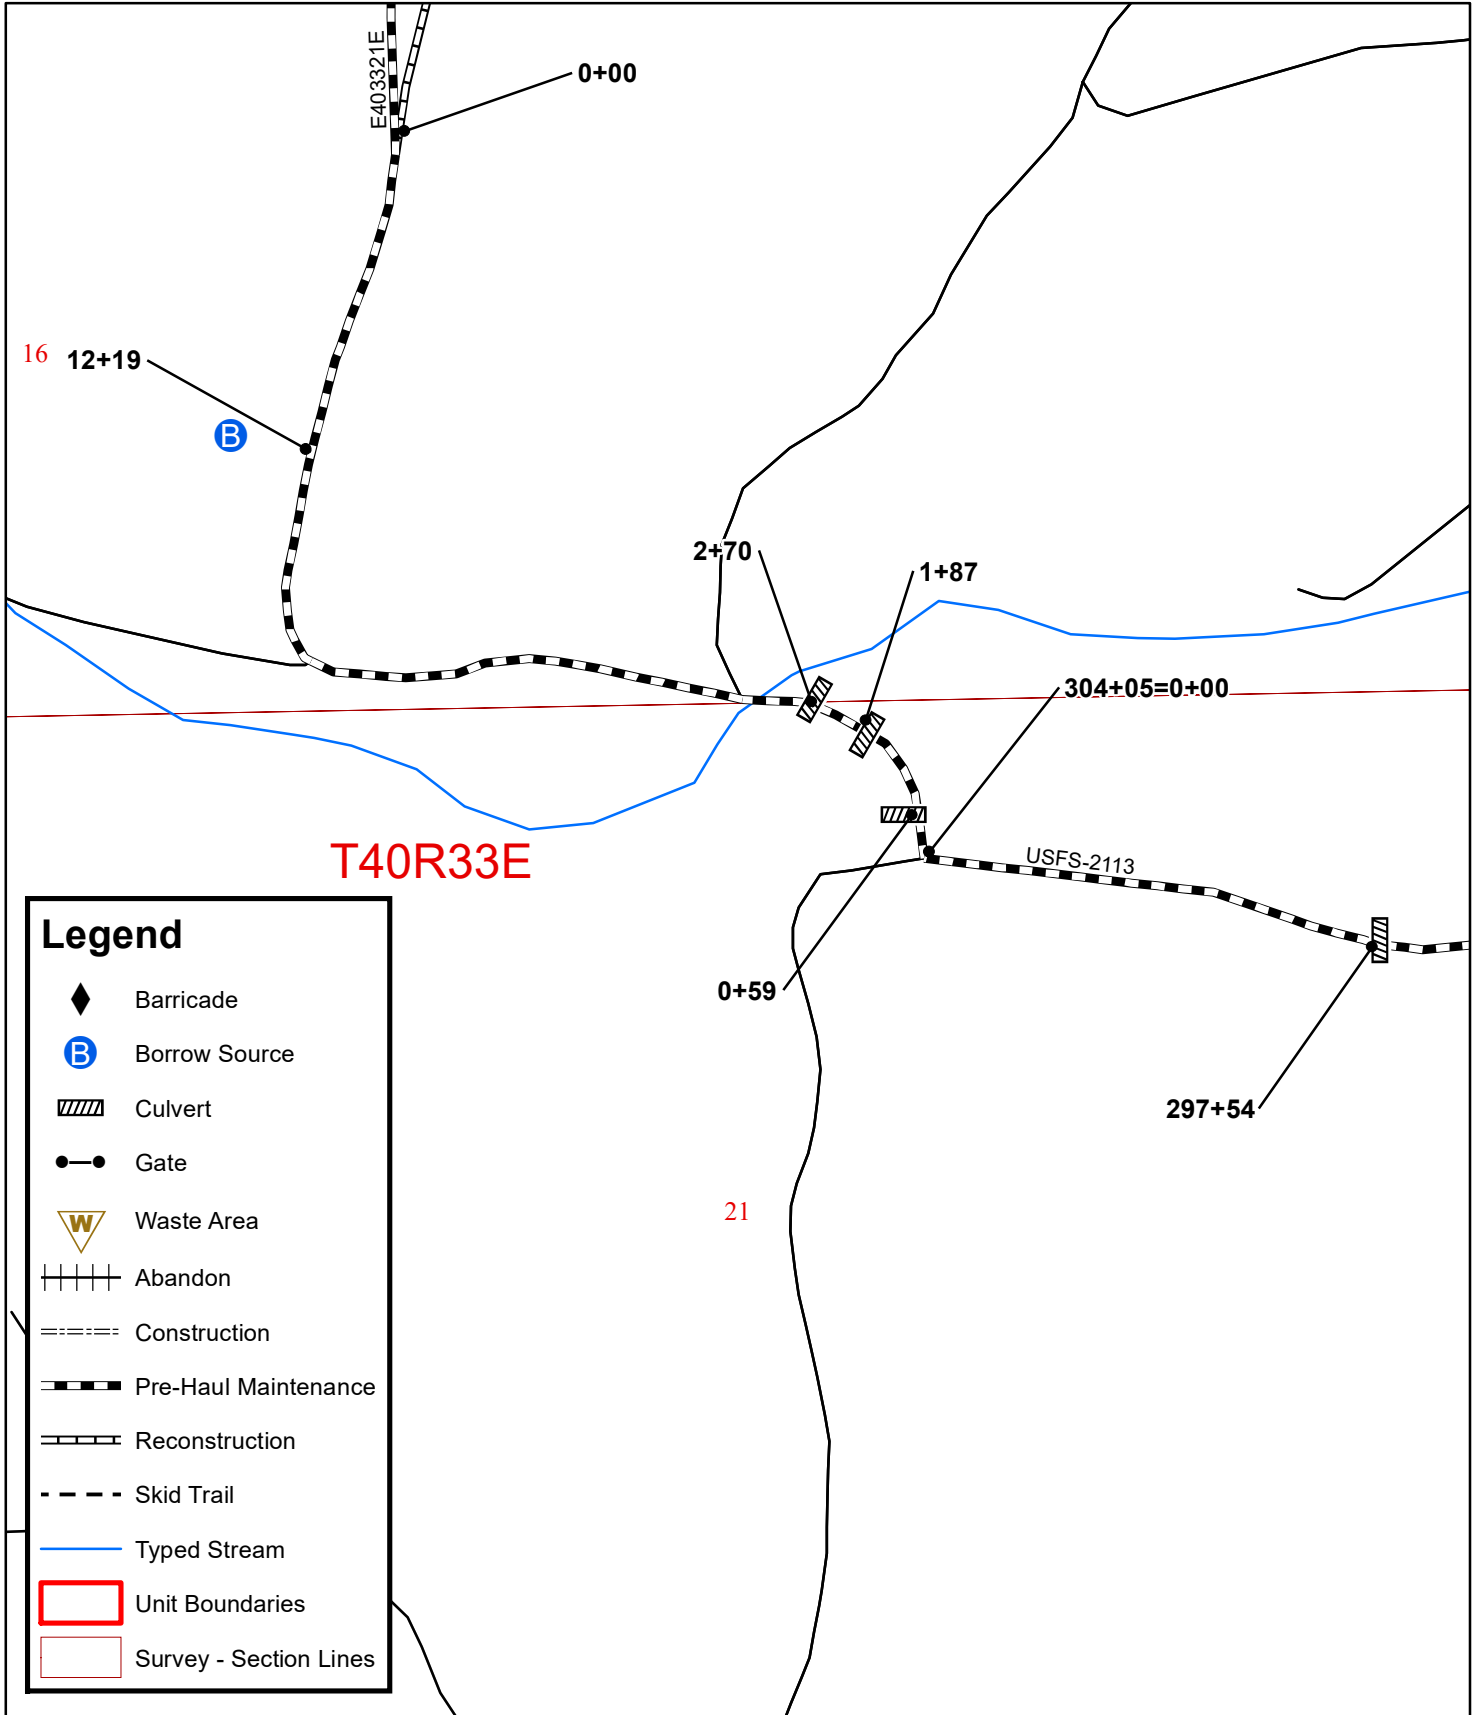 E403321E
0+00
16
12+19
B
2+70
1+87
304+05=0+00
T40R33E
USFS-2113
0+59
297+54
21
Legend
Barricade
B Borrow Source
Culvert
Gate
W Waste Area
Abandon
Construction
Pre-Haul Maintenance
Reconstruction
Skid Trail
Typed Stream
Unit Boundaries
Survey - Section Lines